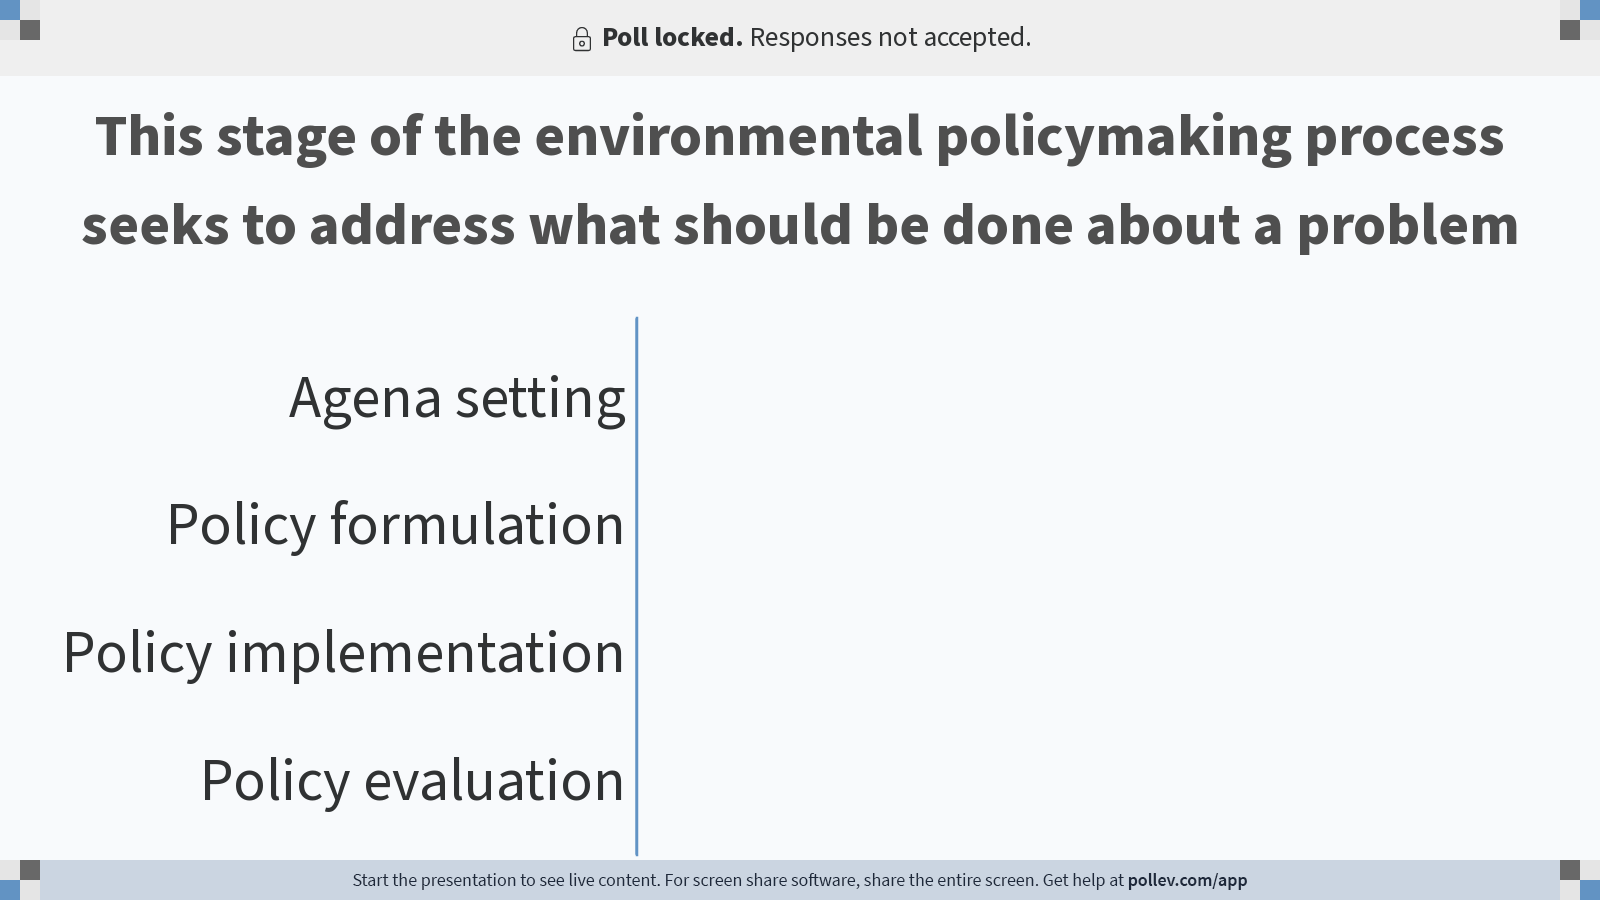 Poll locked. Responses not accepted.
This stage of the environmental policymaking process
seeks to address what should be done about a problem
Agena setting
Policy formulation
Policy implementation
Policy evaluation
Start the presentation to see live content. For screen share software, share the entire screen. Get help at pollev.com/app